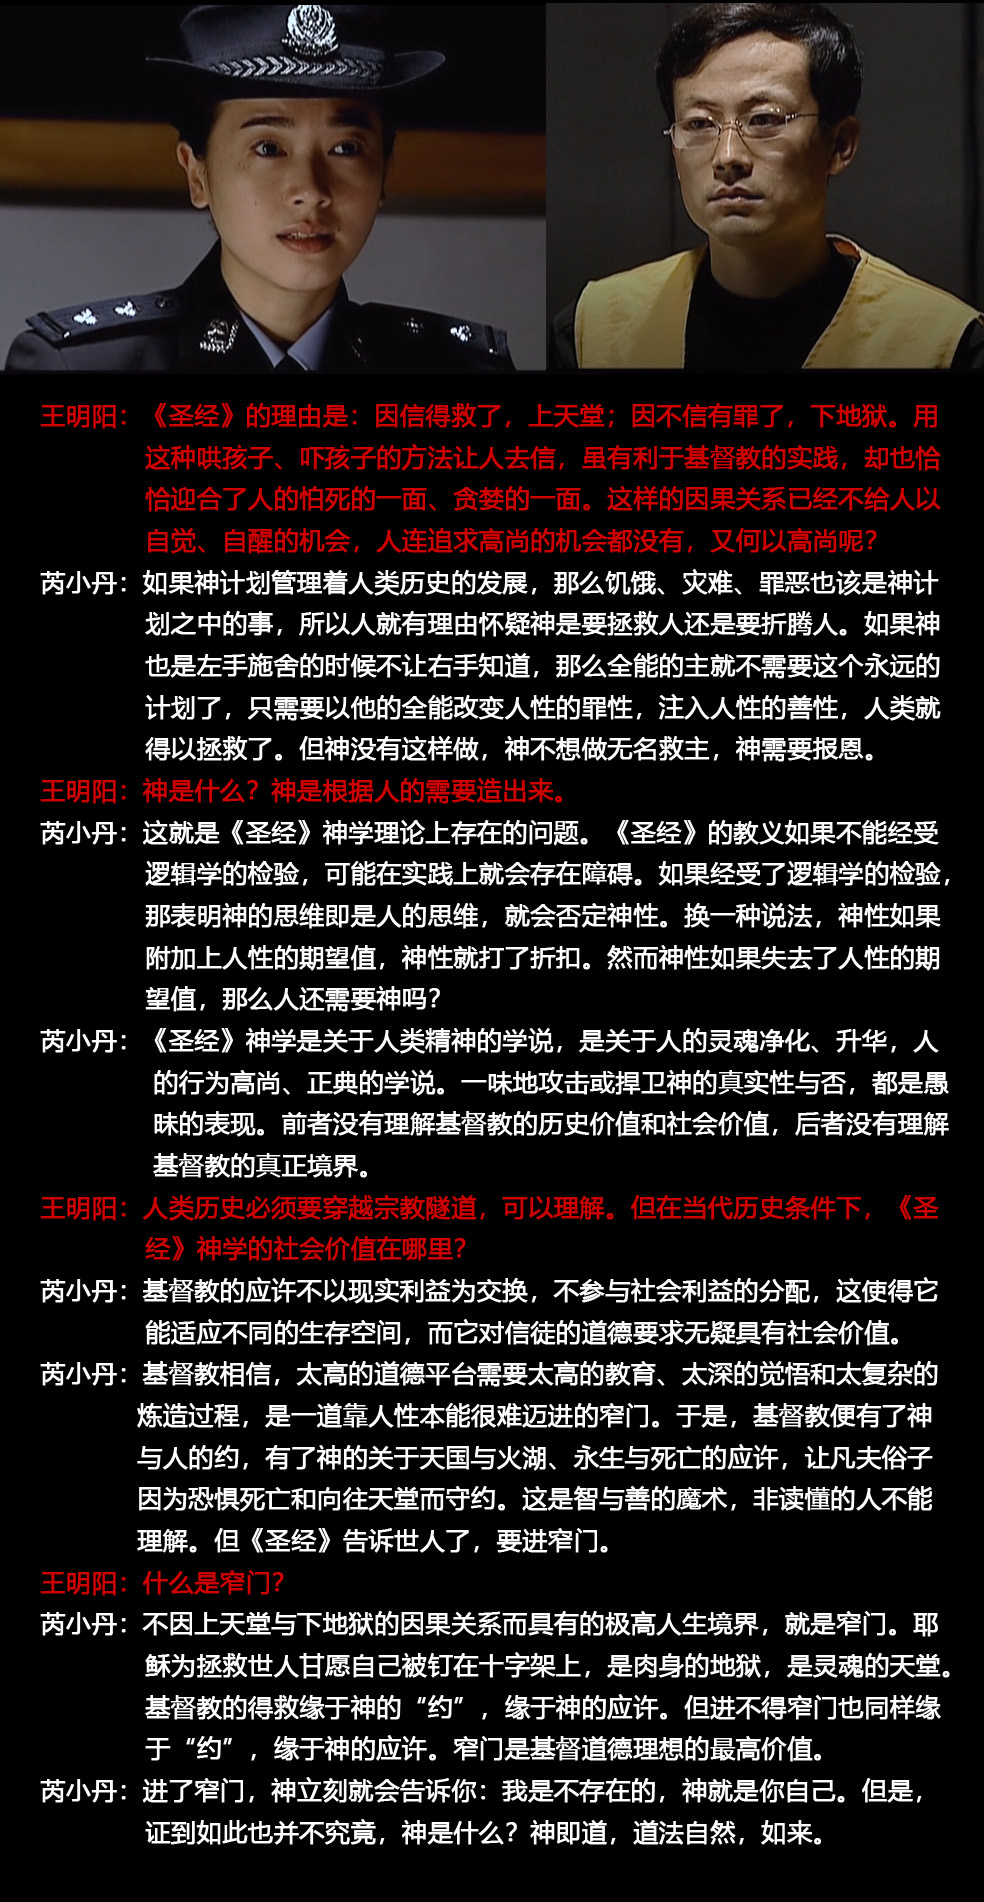 王明阳：《圣经》的理由是：因信得救了，上天堂；因不信有罪了，下地狱。用
这种哄孩子、吓孩子的方法让人去信，虽有利于基督教的实践，却也恰
恰迎合了人的怕死的一面、贪婪的一面。这样的因果关系已经不给人以
自觉、自醒的机会，人连追求高尚的机会都没有，又何以高尚呢？
芮小丹：如果神计划管理着人类历史的发展，那么饥饿、灾难、罪恶也该是神计
划之中的事，所以人就有理由怀疑神是要拯救人还是要折腾人。如果神
也是左手施舍的时候不让右手知道，那么全能的主就不需要这个永远的
计划了，只需要以他的全能改变人性的罪性，注入人性的善性，人类就
得以拯救了。但神没有这样做，神不想做无名救主，神需要报恩。
王明阳：神是什么？神是根据人的需要造出来。
芮小丹：这就是《圣经》神学理论上存在的问题。《圣经》的教义如果不能经受
逻辑学的检验，可能在实践上就会存在障碍。如果经受了逻辑学的检验，
那表明神的思维即是人的思维，就会否定神性。换一种说法，神性如果
附加上人性的期望值，神性就打了折扣。然而神性如果失去了人性的期
望值，那么人还需要神吗？
芮小丹：《圣经》神学是关于人类精神的学说，是关于人的灵魂净化、升华，人
的行为高尚、正典的学说。一味地攻击或捍卫神的真实性与否，都是愚
昧的表现。前者没有理解基督教的历史价值和社会价值，后者没有理解
基督教的真正境界。
王明阳：人类历史必须要穿越宗教隧道，可以理解。但在当代历史条件下，《圣
经》神学的社会价值在哪里？
芮小丹：基督教的应许不以现实利益为交换，不参与社会利益的分配，这使得它
能适应不同的生存空间，而它对信徒的道德要求无疑具有社会价值。
芮小丹：基督教相信，太高的道德平台需要太高的教育、太深的觉悟和太复杂的
炼造过程，是一道靠人性本能很难迈进的窄门。于是，基督教便有了神
与人的约，有了神的关于天国与火湖、永生与死亡的应许，让凡夫俗子
因为恐惧死亡和向往天堂而守约。这是智与善的魔术，非读懂的人不能
理解。但《圣经》告诉世人了，要进窄门。
王明阳：什么是窄门？
芮小丹：不因上天堂与下地狱的因果关系而具有的极高人生境界，就是窄门。耶
稣为拯救世人甘愿自己被钉在十字架上，是肉身的地狱，是灵魂的天堂。
基督教的得救缘于神的“约”，缘于神的应许。但进不得窄门也同样缘
于“约”，缘于神的应许。窄门是基督道德理想的最高价值。
芮小丹：进了窄门，神立刻就会告诉你：我是不存在的，神就是你自己。但是，
证到如此也并不究竟，神是什么？神即道，道法自然，如来。